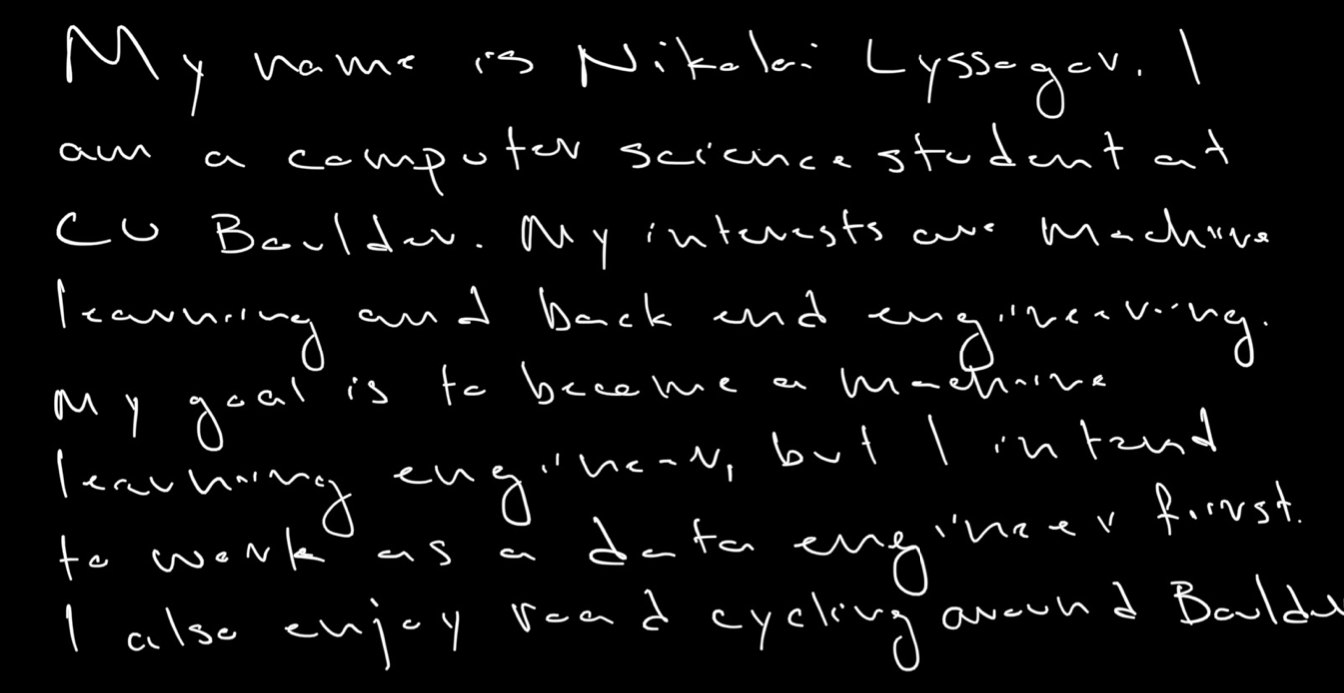 My name is Nikolai Lyssogor. I
am a computer science student at
CU Boulder. My interests are machine
learning and back end engineering.
My goal is to become a machine
learning engineer, but I intend
to work as a data engineer first.
I also enjoy road cycling around Boulder